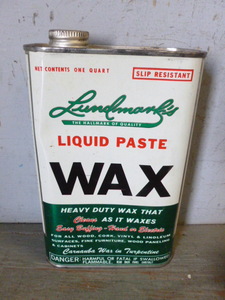 NET CONTENTS ONE QUART
SLIP RESISTANT
Lundmark's
THE HALLMARK OF QUALITY
LIQUID PASTE
WAX
HEAVY DUTY WAX THAT
Cleans AS IT WAXES
Easy Buffing - Hand or Electric
FOR ALL WOOD, CORK, VINYL & LINOLEUM
SURFACES, FINE FURNITURE, WOOD PANELING
& CABINETS
Carnauba Wax in Turpentine
DANGER HARMFUL OR FATAL IF SWALLOWED
FLAMMABLE